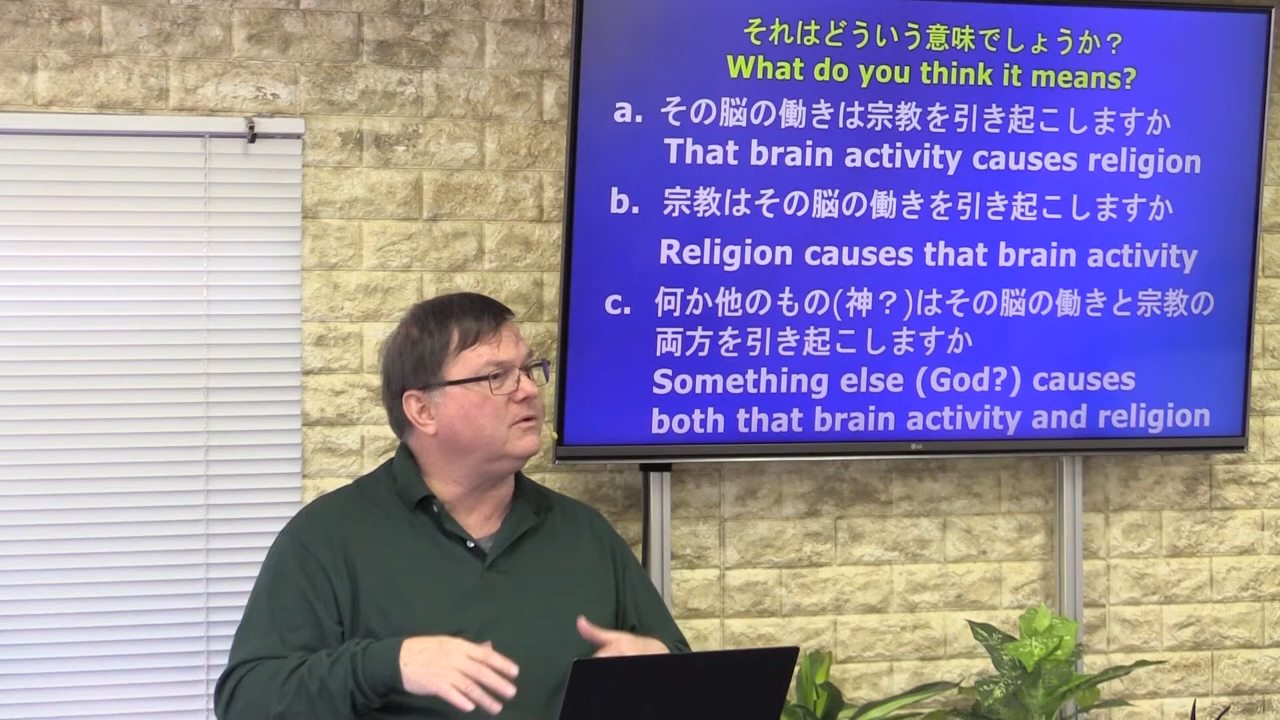 それはどういう意味でしょうか？
What do you think it means?
a. その脳の働きは宗教を引き起こしますか
That brain activity causes religion
b. 宗教はその脳の働きを引き起こしますか
Religion causes that brain activity
c. 何か他のもの(神？)はその脳の働きと宗教の
両方を引き起こしますか
Something else (God?) causes
both that brain activity and religion
LG